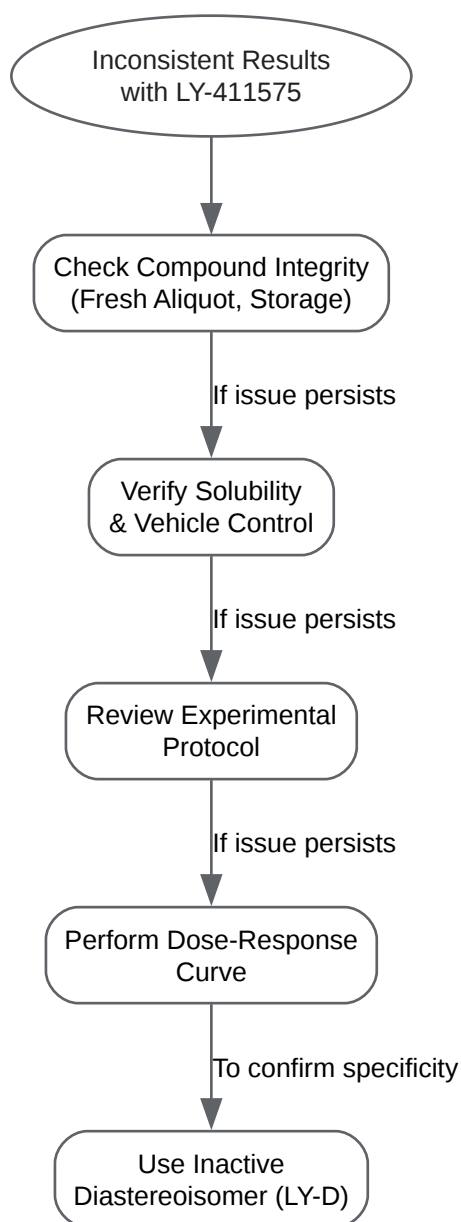 Inconsistent Results
with LY-411575
Check Compound Integrity
(Fresh Aliquot, Storage)
If issue persists
Verify Solubility
& Vehicle Control
If issue persists
Review Experimental
Protocol
If issue persists
Perform Dose-Response
Curve
To confirm specificity
Use Inactive
Diastereoisomer (LY-D)